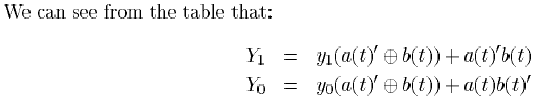 We can see from the table that:
Y₁ = y₁(a(t)′ ⊕ b(t)) + a(t)′b(t)
Y₀ = y₀(a(t)′ ⊕ b(t)) + a(t)b(t)′